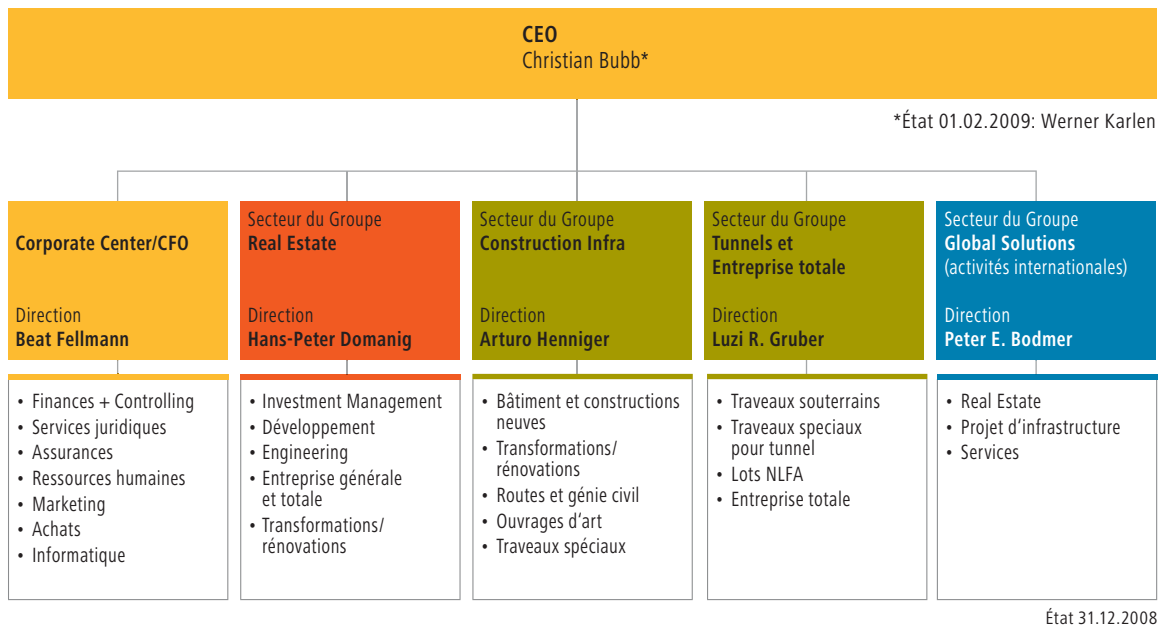 CEO
Christian Bubb*
*État 01.02.2009: Werner Karlen
Corporate Center/CFO
Direction
Beat Fellmann
Secteur du Groupe
Real Estate
Direction
Hans-Peter Domanig
Secteur du Groupe
Construction Infra
Direction
Arturo Henniger
Secteur du Groupe
Tunnels et
Entreprise totale
Direction
Luzi R. Gruber
Secteur du Groupe
Global Solutions
(activités internationales)
Direction
Peter E. Bodmer
• Finances + Controlling
• Services juridiques
• Assurances
• Ressources humaines
• Marketing
• Achats
• Informatique
• Investment Management
• Développement
• Engineering
• Entreprise générale
et totale
• Transformations/
rénovations
• Bâtiment et constructions
neuves
• Transformations/
rénovations
• Routes et génie civil
• Ouvrages d‘art
• Traveaux spéciaux
• Traveaux souterrains
• Traveaux speciaux
pour tunnel
• Lots NLFA
• Entreprise totale
• Real Estate
• Projet d‘infrastructure
• Services
État 31.12.2008